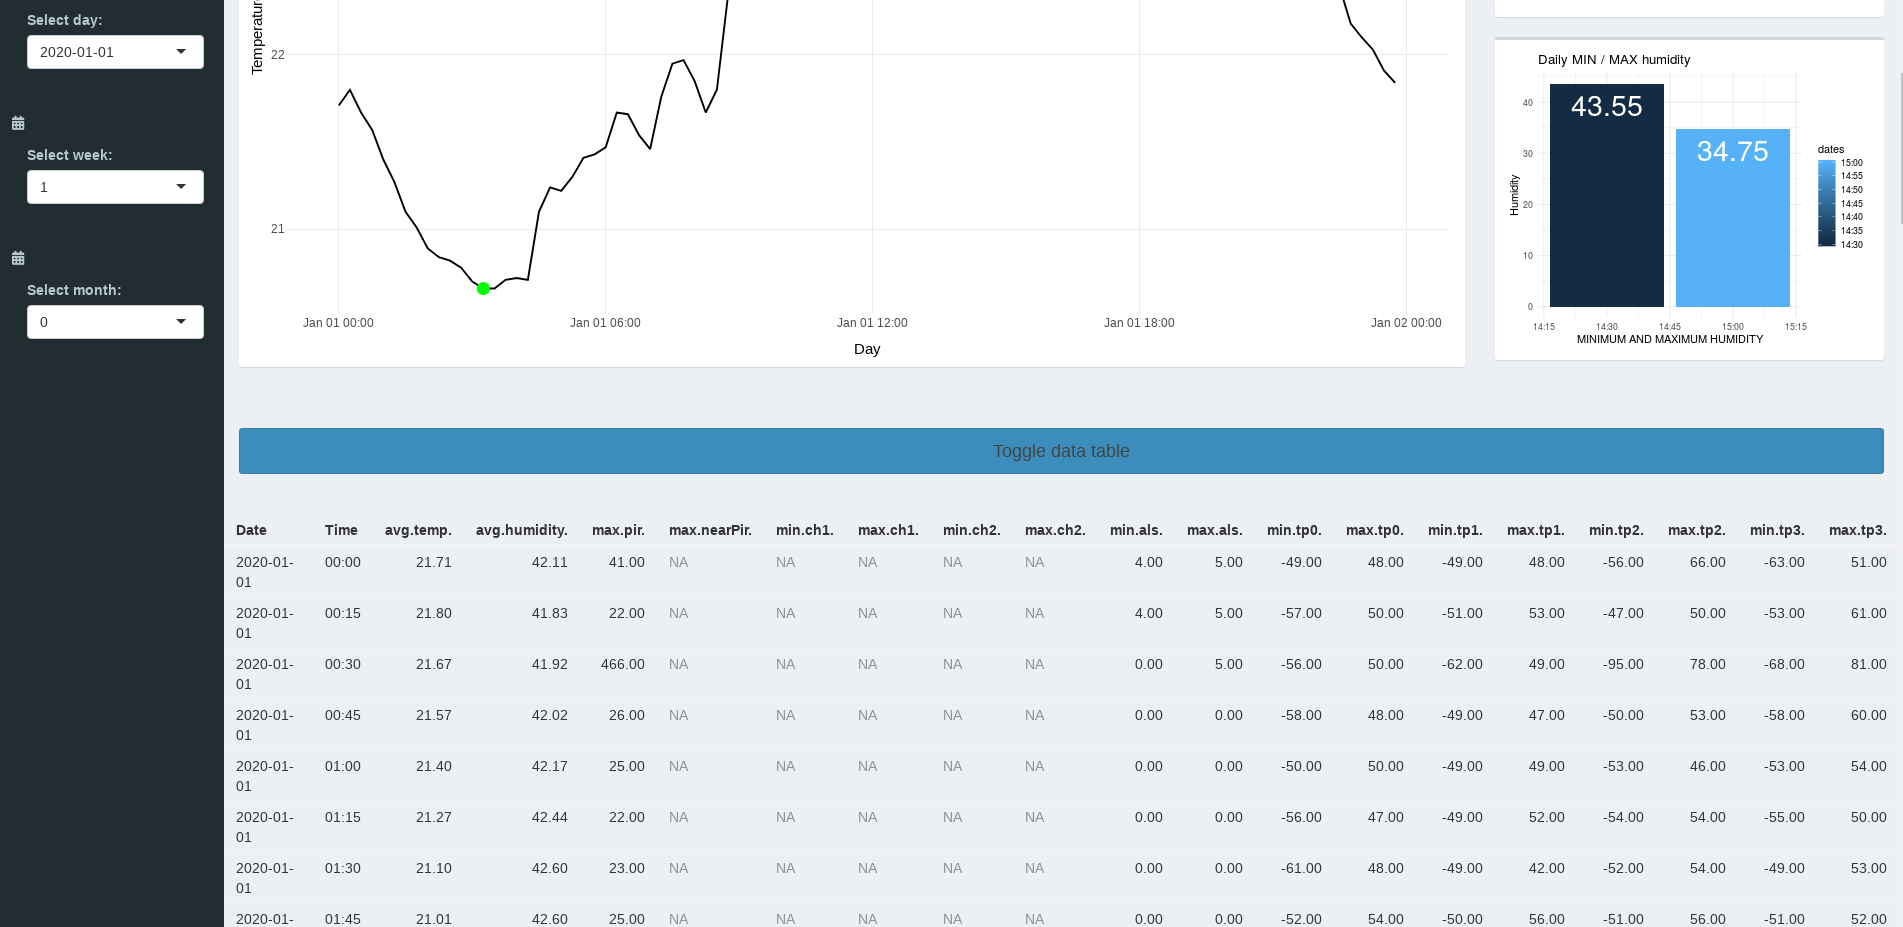 Select day:
2020-01-01
Select week:
1
Select month:
0
Temperature
22
21
Jan 01 00:00 Jan 01 06:00 Jan 01 12:00 Jan 01 18:00 Jan 02 00:00
Day
Daily MIN / MAX humidity
43.55
34.75
Humidity
40
30
20
10
0
14:15 14:30 14:45 15:00 15:15
MINIMUM AND MAXIMUM HUMIDITY
dates
15:00
14:55
14:50
14:45
14:40
14:35
14:30
Toggle data table
Date Time avg.temp. avg.humidity. max.pir. max.nearPir. min.ch1. max.ch1. min.ch2. max.ch2. min.als. max.als. min.tp0. max.tp0. min.tp1. max.tp1. min.tp2. max.tp2. min.tp3. max.tp3.
2020-01-01 00:00 21.71 42.11 41.00 NA NA NA NA NA 4.00 5.00 -49.00 48.00 -49.00 48.00 -56.00 66.00 -63.00 51.00
2020-01-01 00:15 21.80 41.83 22.00 NA NA NA NA NA 4.00 5.00 -57.00 50.00 -51.00 53.00 -47.00 50.00 -53.00 61.00
2020-01-01 00:30 21.67 41.92 466.00 NA NA NA NA NA 0.00 5.00 -56.00 50.00 -62.00 49.00 -95.00 78.00 -68.00 81.00
2020-01-01 00:45 21.57 42.02 26.00 NA NA NA NA NA 0.00 0.00 -58.00 48.00 -49.00 47.00 -50.00 53.00 -58.00 60.00
2020-01-01 01:00 21.40 42.17 25.00 NA NA NA NA NA 0.00 0.00 -50.00 50.00 -49.00 49.00 -53.00 46.00 -53.00 54.00
2020-01-01 01:15 21.27 42.44 22.00 NA NA NA NA NA 0.00 0.00 -56.00 47.00 -49.00 52.00 -54.00 54.00 -55.00 50.00
2020-01-01 01:30 21.10 42.60 23.00 NA NA NA NA NA 0.00 0.00 -61.00 48.00 -49.00 42.00 -52.00 54.00 -49.00 53.00
2020-01- 01:45 21.01 42.60 25.00 NA NA NA NA NA 0.00 0.00 -52.00 54.00 -50.00 56.00 -51.00 56.00 -51.00 52.00